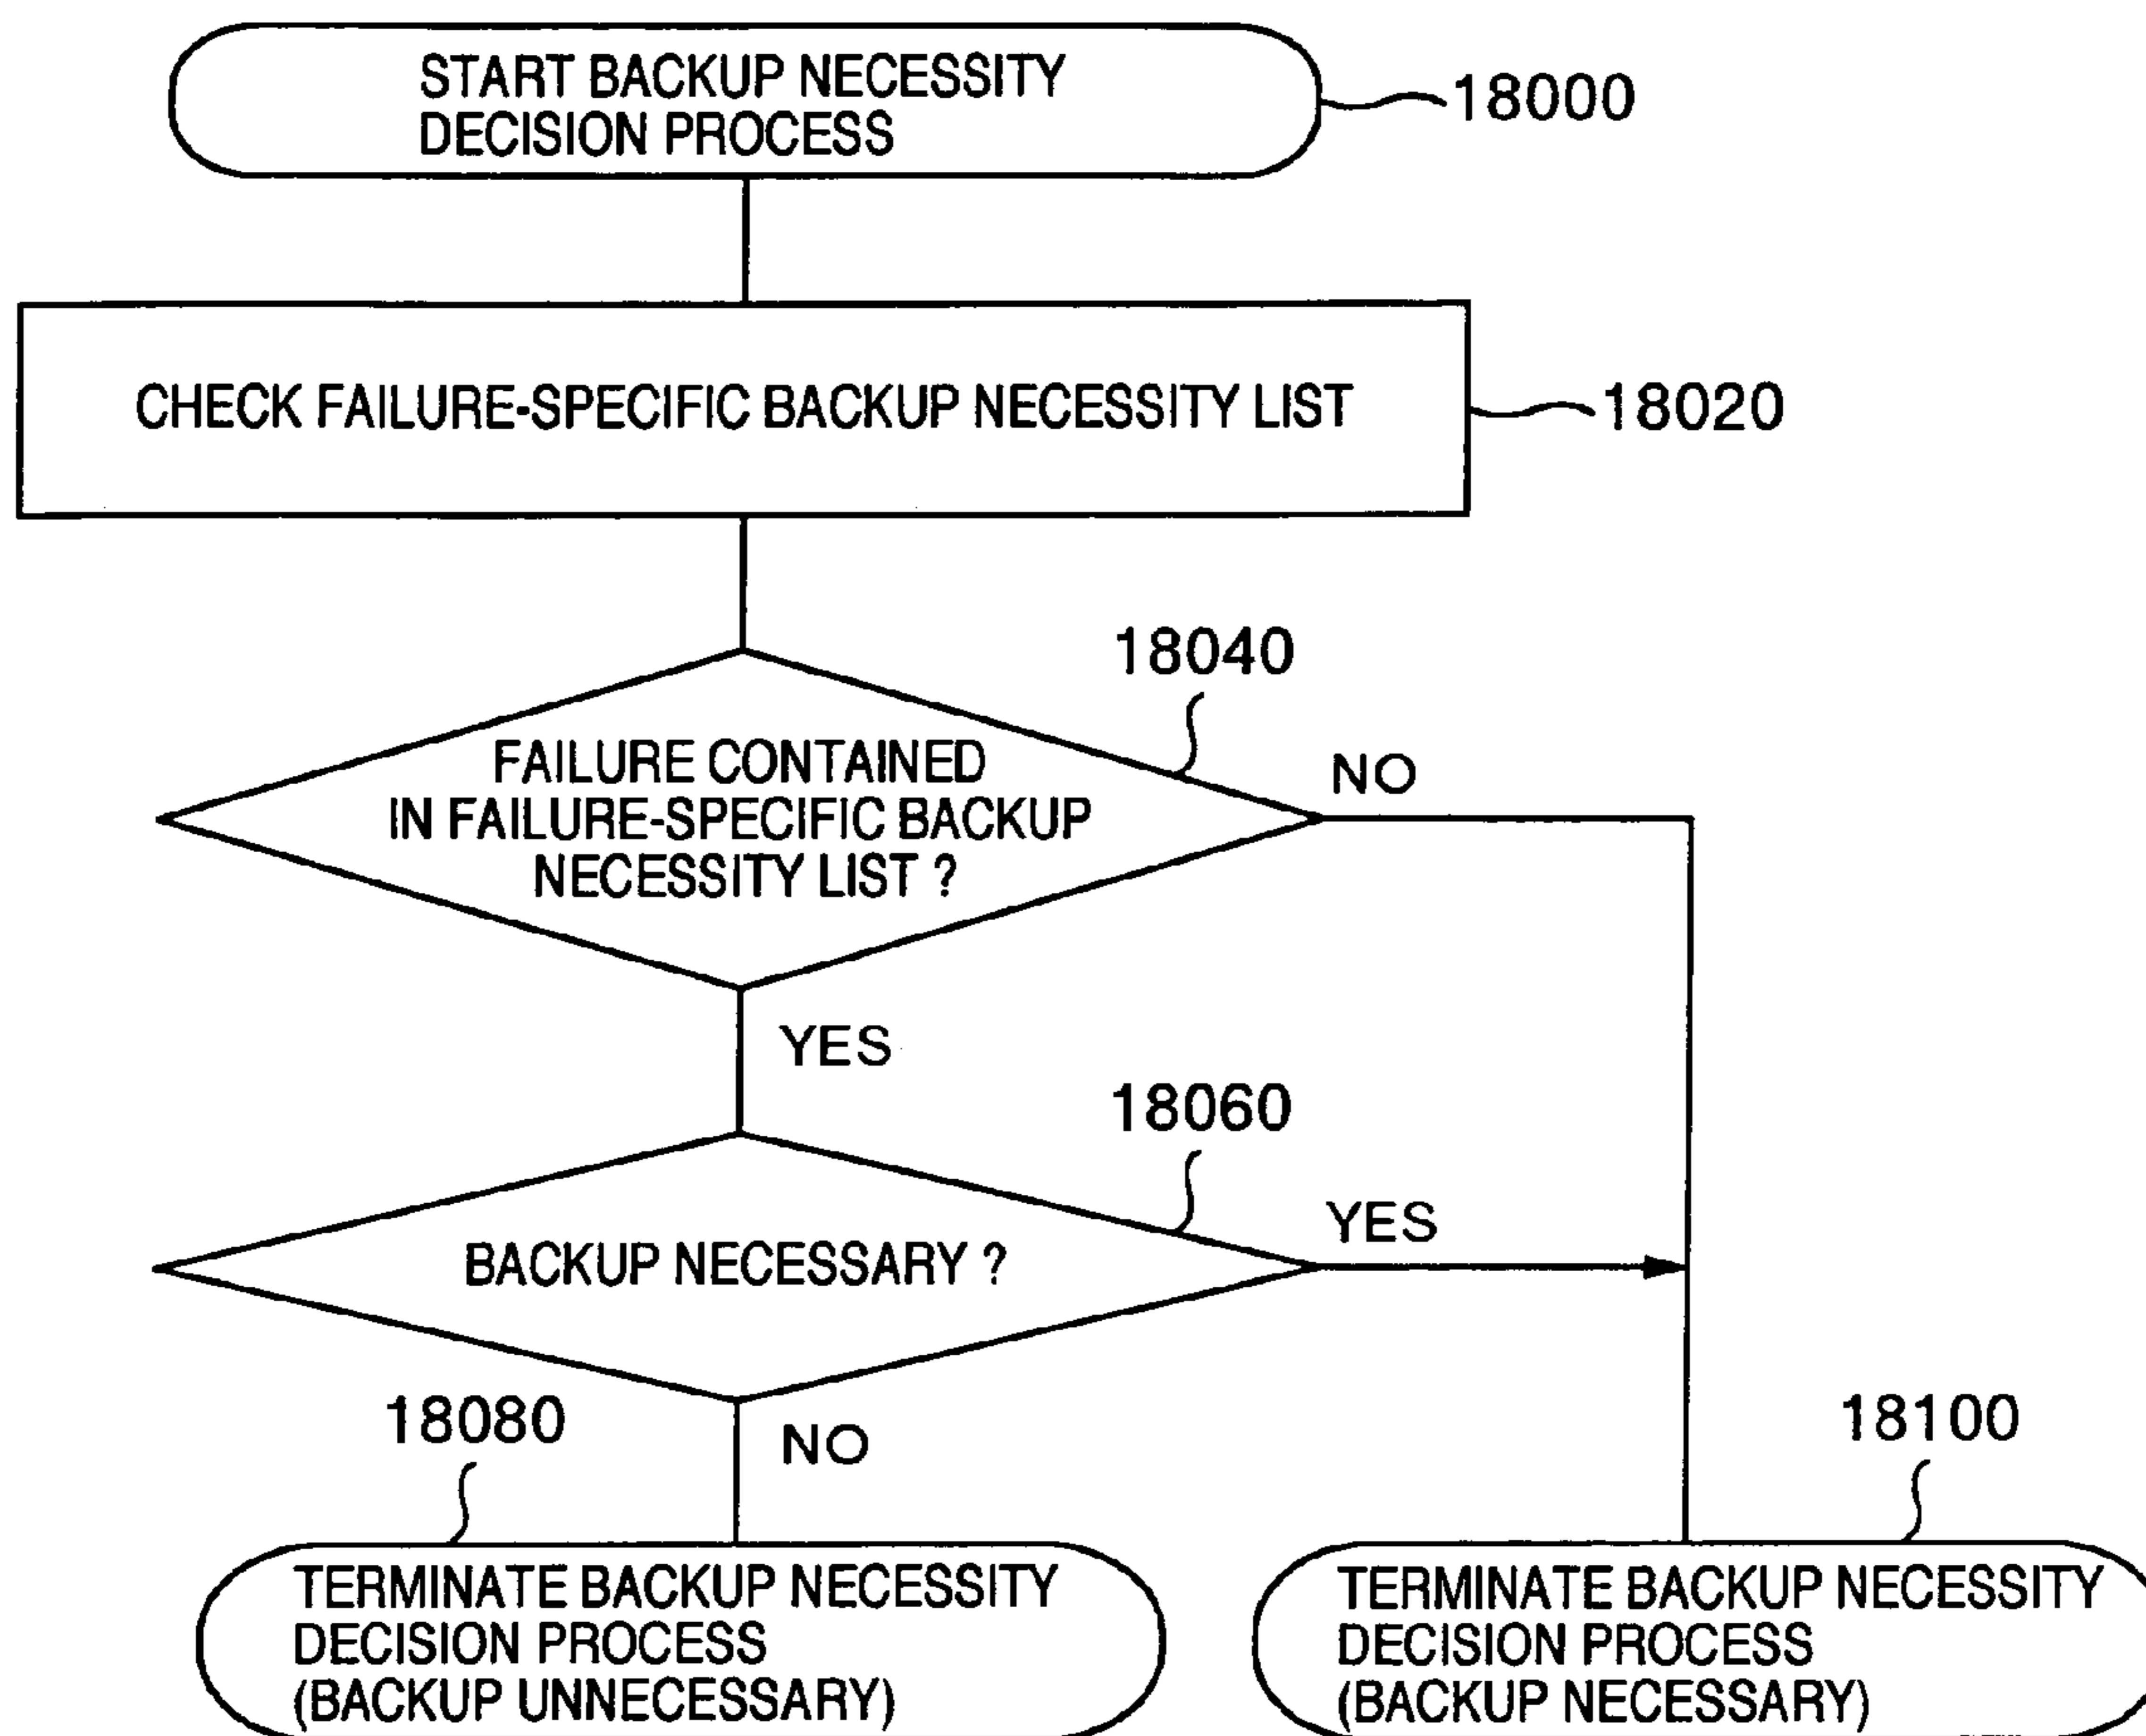 START BACKUP NECESSITY
DECISION PROCESS
18000
CHECK FAILURE-SPECIFIC BACKUP NECESSITY LIST
18020
18040
FAILURE CONTAINED
IN FAILURE-SPECIFIC BACKUP
NECESSITY LIST ?
NO
YES
18060
BACKUP NECESSARY ?
YES
18080
NO
18100
TERMINATE BACKUP NECESSITY
DECISION PROCESS
(BACKUP UNNECESSARY)
TERMINATE BACKUP NECESSITY
DECISION PROCESS
(BACKUP NECESSARY)